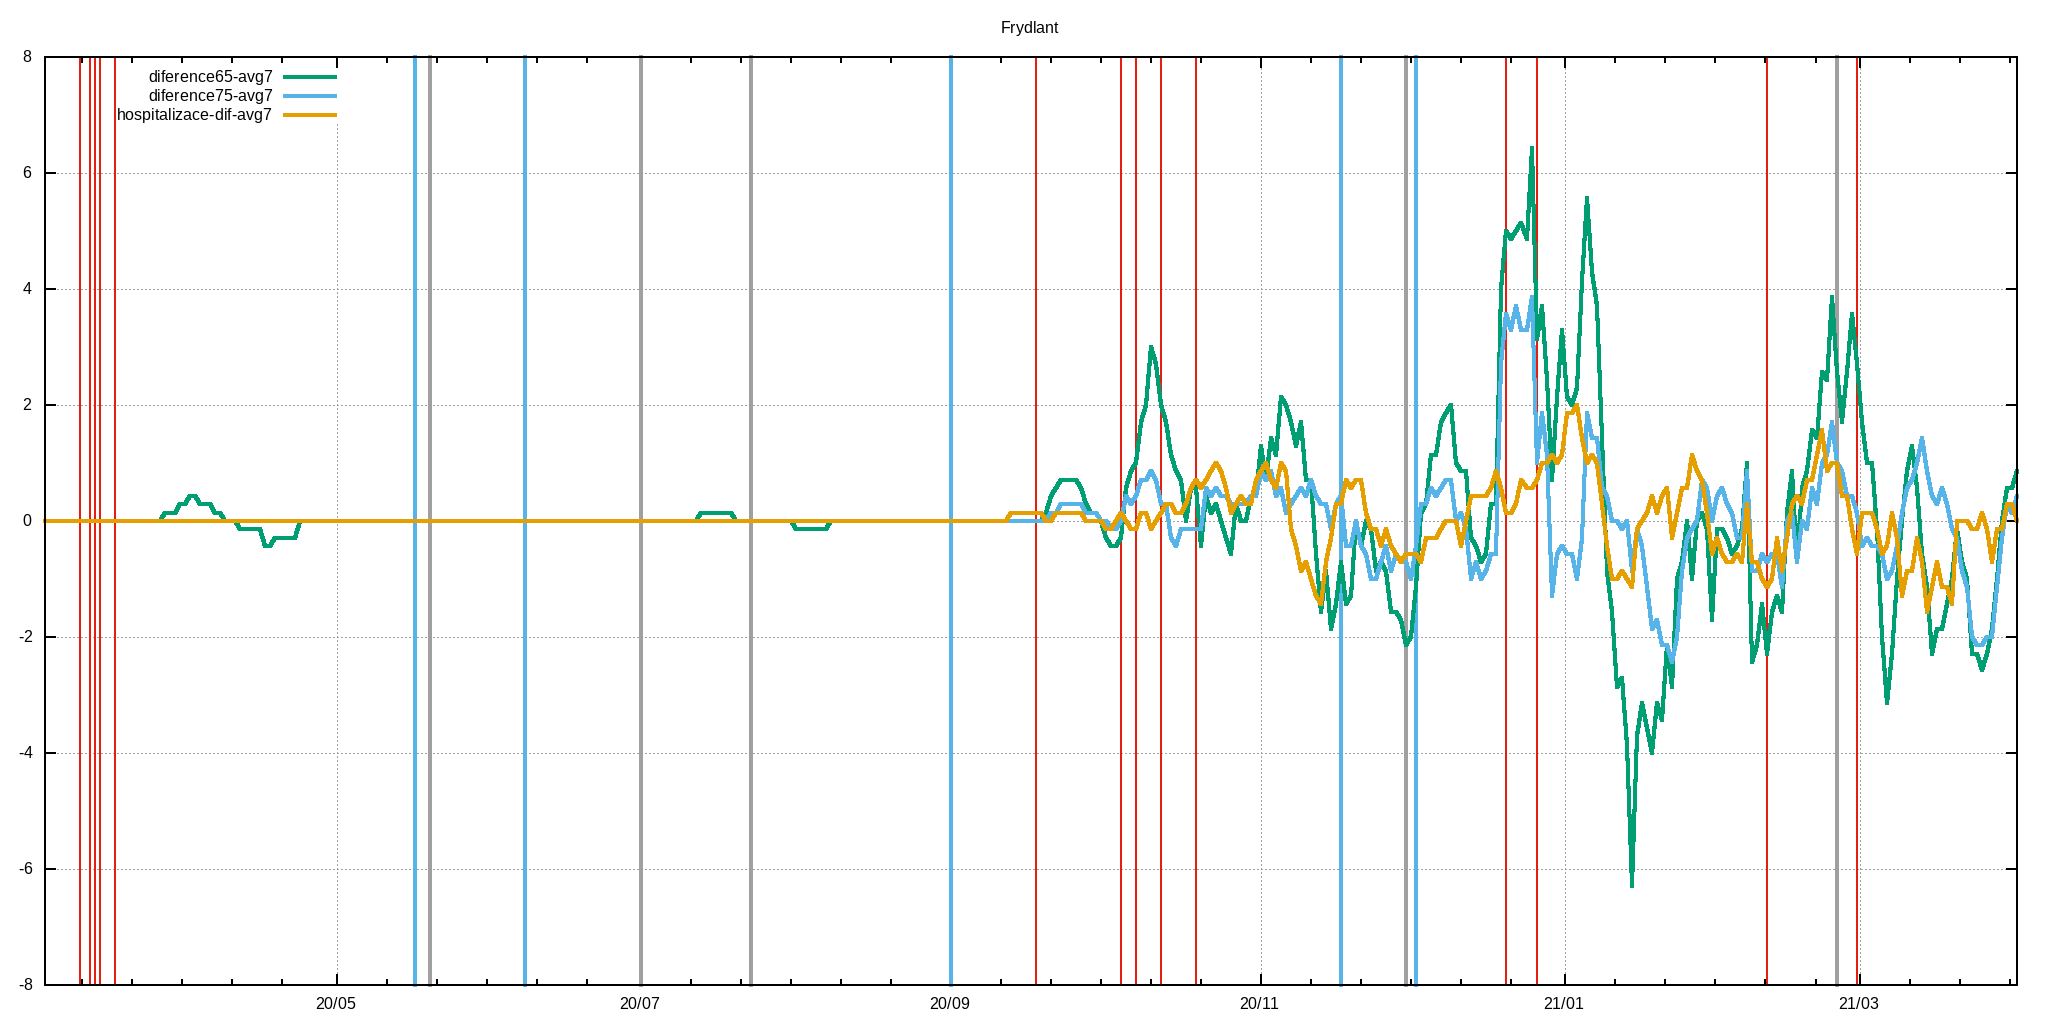 Frydlant
diference65-avg7
diference75-avg7
hospitalizace-dif-avg7
8
6
4
2
0
-2
-4
-6
-8
20/05 20/07 20/09 20/11 21/01 21/03